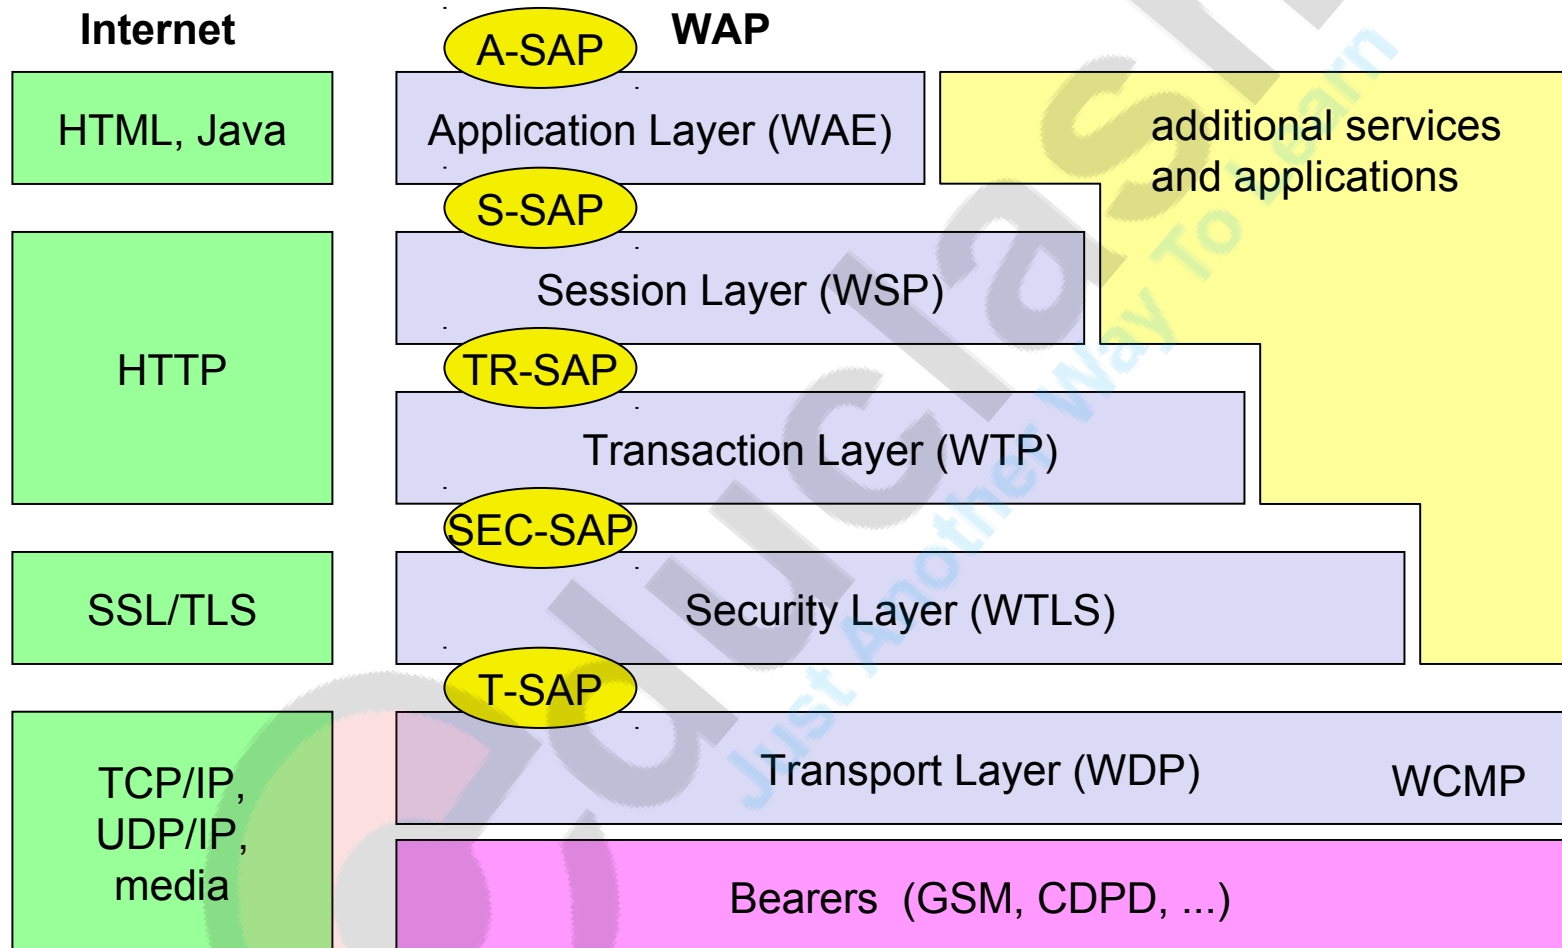 Internet
WAP
A-SAP
HTML, Java
Application Layer (WAE)
additional services
and applications
S-SAP
HTTP
Session Layer (WSP)
TR-SAP
Transaction Layer (WTP)
SEC-SAP
SSL/TLS
Security Layer (WTLS)
T-SAP
TCP/IP,
UDP/IP,
media
Transport Layer (WDP)
WCMP
Bearers (GSM, CDPD, ...)
educlash
Just Another Way To Learn